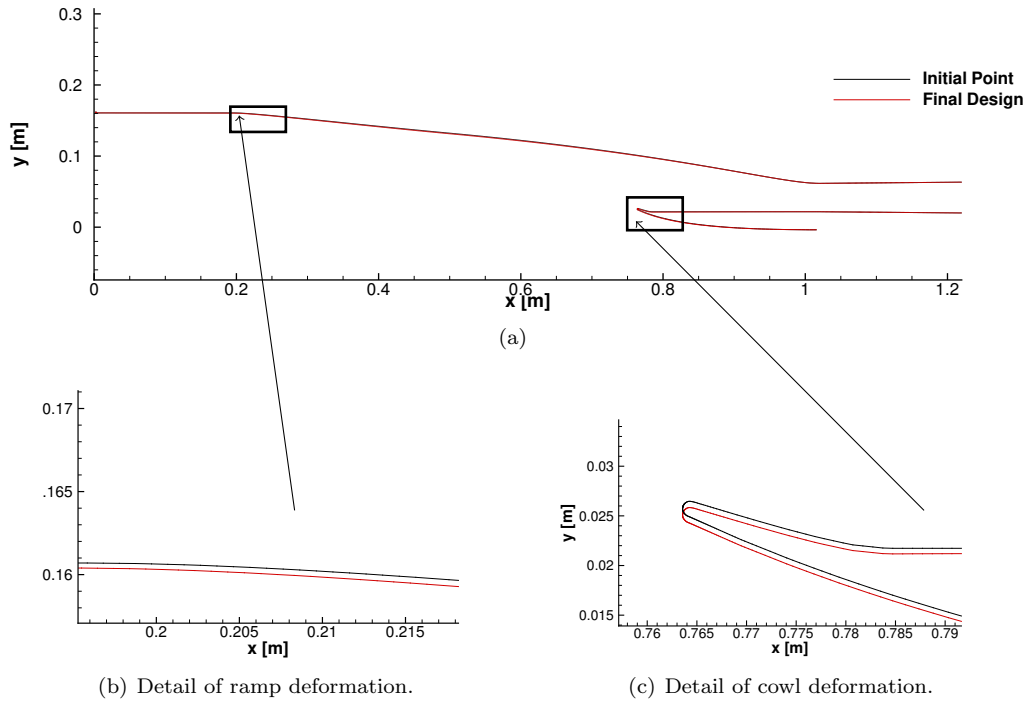 0.3
0.2
0.1
0
y [m]
Initial Point
Final Design
0 0.2 0.4 0.6 0.8 1 1.2
x [m]
(a)
0.17
.165
0.16
0.2 0.205 0.21 0.215
x [m]
(b) Detail of ramp deformation.
0.03
0.025
0.02
0.015
y [m]
0.76 0.765 0.77 0.775 0.78 0.785 0.79
x [m]
(c) Detail of cowl deformation.